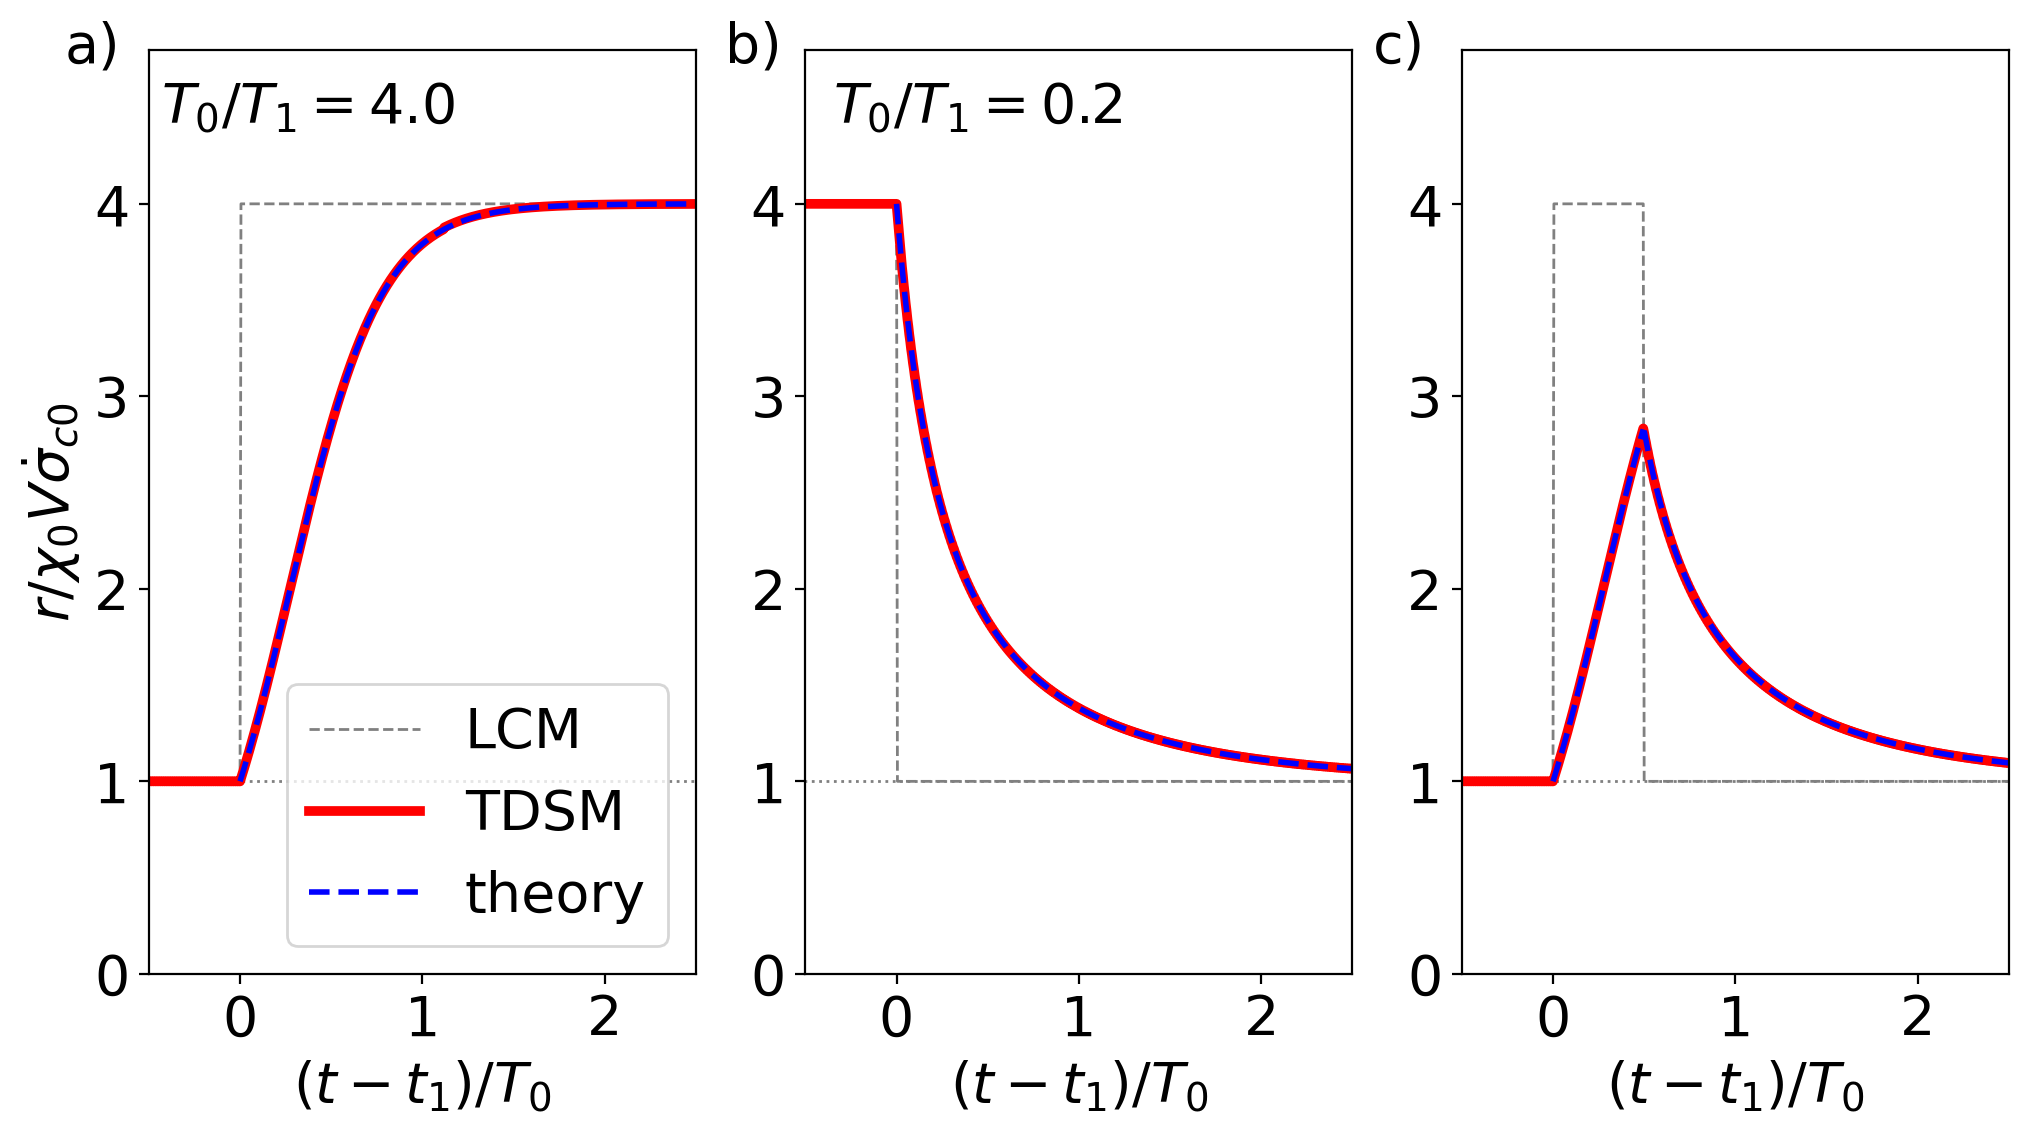 a)
T₀/T₁ = 4.0
r/χ₀Vσ̇_c0
4
3
2
1
0
LCM
TDSM
theory
0 1 2
(t − t₁)/T₀
b)
T₀/T₁ = 0.2
4
3
2
1
0
0 1 2
(t − t₁)/T₀
c)
4
3
2
1
0
0 1 2
(t − t₁)/T₀